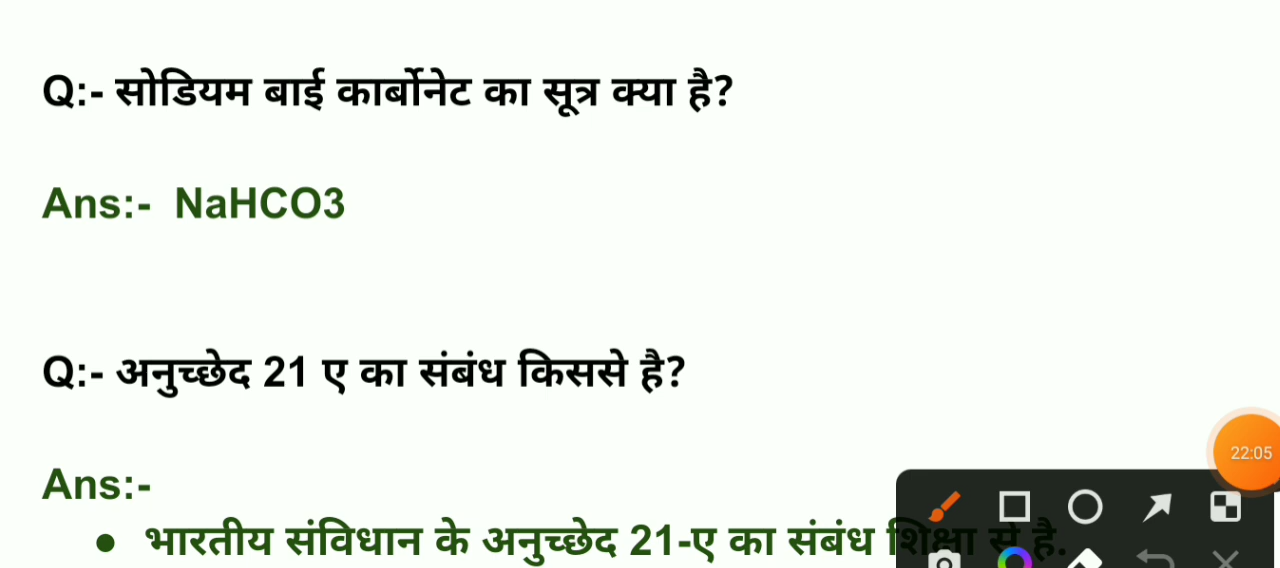 Q:- सोडियम बाई कार्बोनेट का सूत्र क्या है?
Ans:-  NaHCO3
Q:- अनुच्छेद 21 ए का संबंध किससे है?
22:05
Ans:-
● भारतीय संविधान के अनुच्छेद 21-ए का संबंध शिक्षा से है.